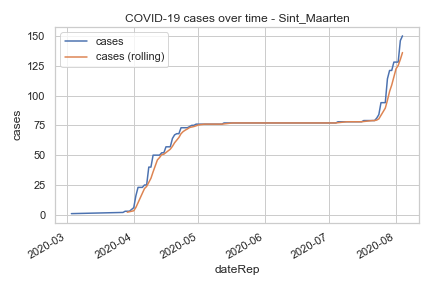 COVID-19 cases over time - Sint_Maarten
cases
cases (rolling)
150
125
100
75
50
25
0
cases
2020-03
2020-04
2020-05
2020-06
2020-07
2020-08
dateRep